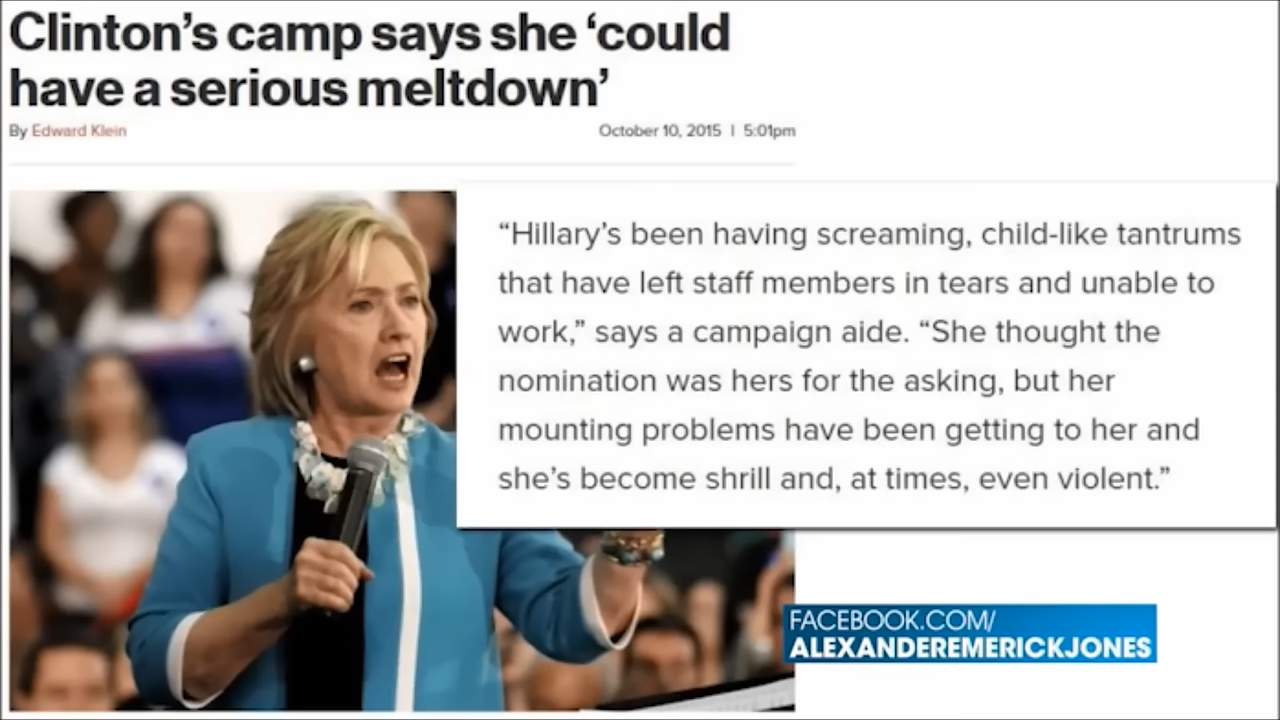 Clinton’s camp says she ‘could
have a serious meltdown’
By Edward Klein
October 10, 2015 | 5:01pm
“Hillary’s been having screaming, child-like tantrums
that have left staff members in tears and unable to
work,” says a campaign aide. “She thought the
nomination was hers for the asking, but her
mounting problems have been getting to her and
she’s become shrill and, at times, even violent.”
FACEBOOK.COM/
ALEXANDEREMERICKJONES